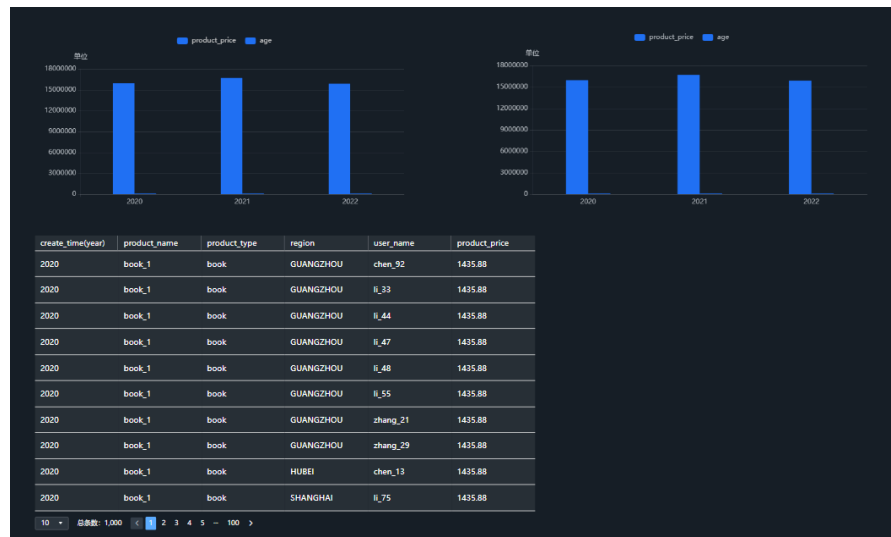 product_price age
单位
18000000
15000000
12000000
9000000
6000000
3000000
0
2020 2021 2022
product_price age
单位
18000000
15000000
12000000
9000000
6000000
3000000
0
2020 2021 2022
create_time(year) product_name product_type region user_name product_price
2020 book_1 book GUANGZHOU chen_92 1435.88
2020 book_1 book GUANGZHOU li_33 1435.88
2020 book_1 book GUANGZHOU li_44 1435.88
2020 book_1 book GUANGZHOU li_47 1435.88
2020 book_1 book GUANGZHOU li_48 1435.88
2020 book_1 book GUANGZHOU li_55 1435.88
2020 book_1 book GUANGZHOU zhang_21 1435.88
2020 book_1 book GUANGZHOU zhang_29 1435.88
2020 book_1 book HUBEI chen_13 1435.88
2020 book_1 book SHANGHAI li_75 1435.88
10 总条数: 1,000 < 1 2 3 4 5 – 100 >